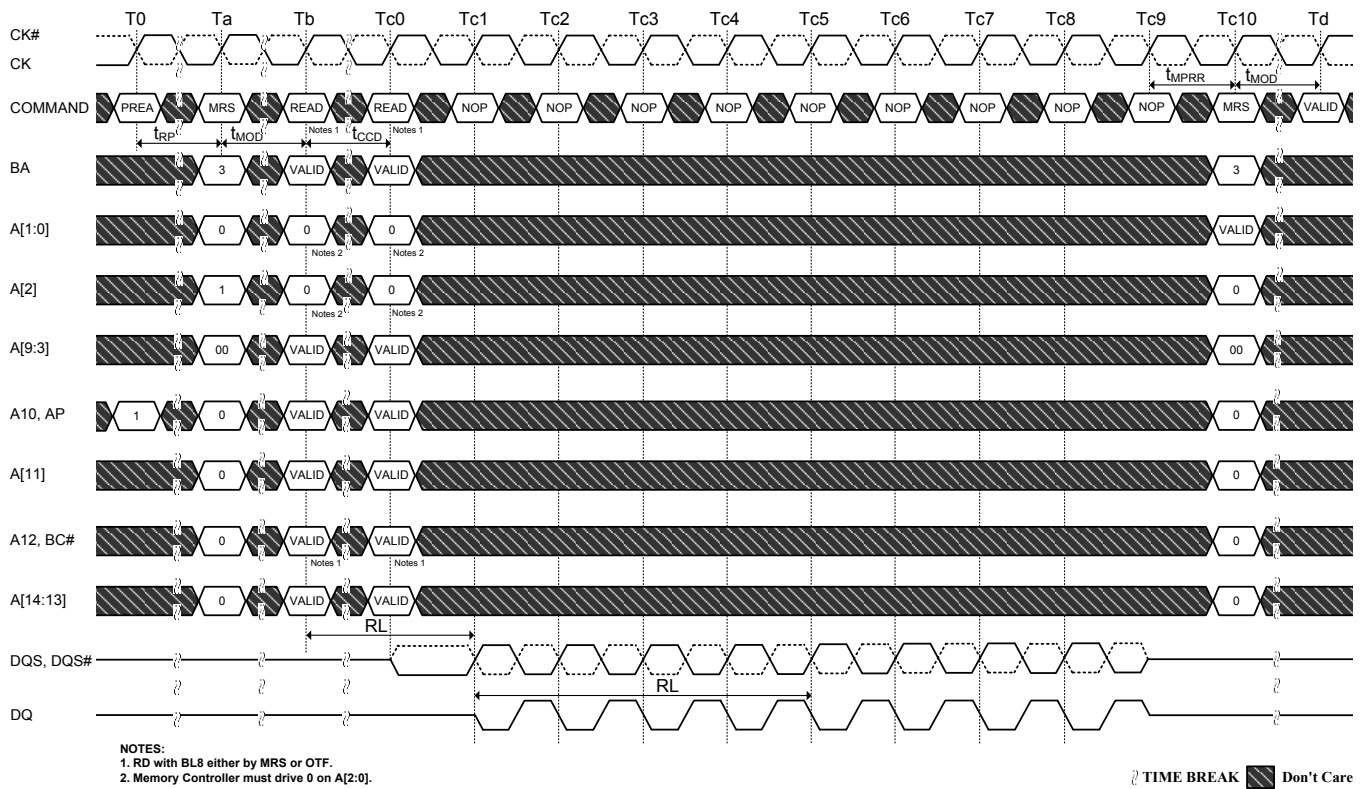 T0 Ta Tb Tc0 Tc1 Tc2 Tc3 Tc4 Tc5 Tc6 Tc7 Tc8 Tc9 Tc10 Td
CK#
CK
tMPRR tMOD
COMMAND PREA MRS READ READ NOP NOP NOP NOP NOP NOP NOP NOP NOP MRS VALID
Notes 1 Notes 1
tRP tMOD tCCD
BA 3 VALID VALID 3
A[1:0] 0 0 0 VALID
Notes 2 Notes 2
A[2] 1 0 0 0
Notes 2 Notes 2
A[9:3] 00 VALID VALID 00
A10, AP 1 0 VALID VALID 0
A[11] 0 VALID VALID 0
A12, BC# 0 VALID VALID 0
Notes 1 Notes 1
A[14:13] 0 VALID VALID 0
RL
DQS, DQS#
RL
DQ
NOTES:
1. RD with BL8 either by MRS or OTF.
2. Memory Controller must drive 0 on A[2:0].
TIME BREAK Don't Care